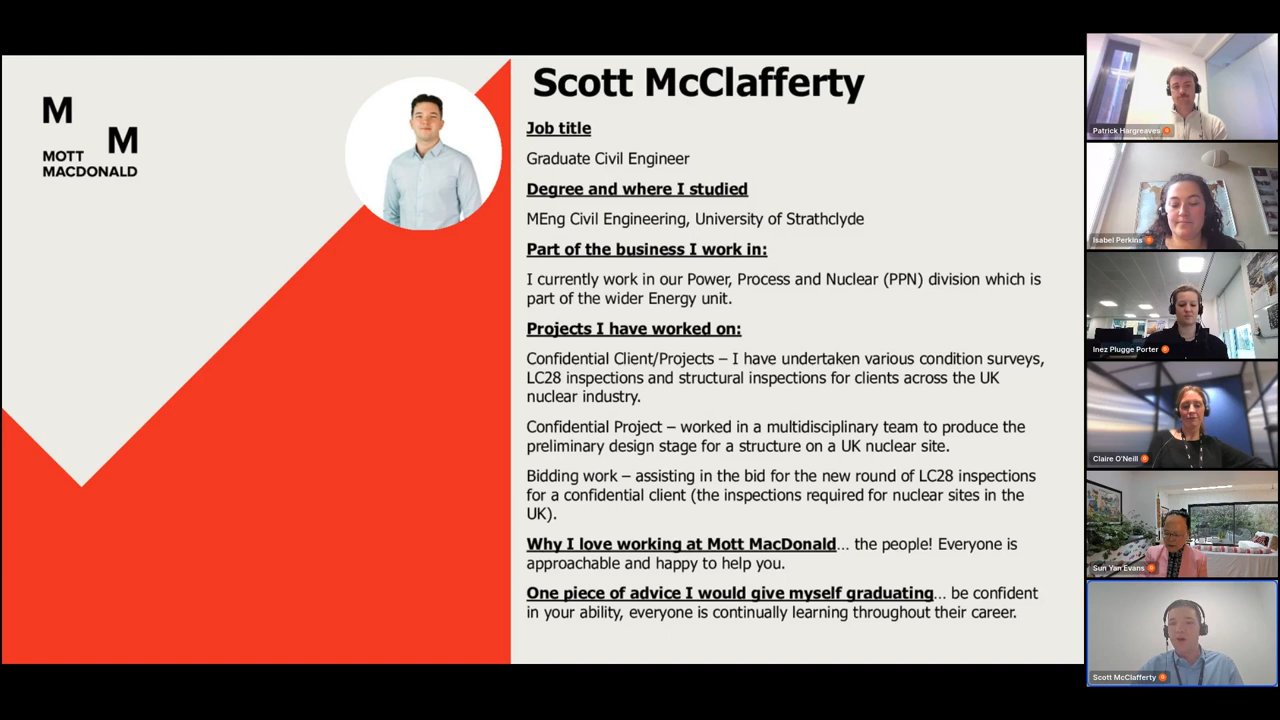 M
M
MOTT
MACDONALD
Scott McClafferty
Job title
Graduate Civil Engineer
Degree and where I studied
MEng Civil Engineering, University of Strathclyde
Part of the business I work in:
I currently work in our Power, Process and Nuclear (PPN) division which is
part of the wider Energy unit.
Projects I have worked on:
Confidential Client/Projects – I have undertaken various condition surveys,
LC28 inspections and structural inspections for clients across the UK
nuclear industry.
Confidential Project – worked in a multidisciplinary team to produce the
preliminary design stage for a structure on a UK nuclear site.
Bidding work – assisting in the bid for the new round of LC28 inspections
for a confidential client (the inspections required for nuclear sites in the
UK).
Why I love working at Mott MacDonald… the people! Everyone is
approachable and happy to help you.
One piece of advice I would give myself graduating… be confident
in your ability, everyone is continually learning throughout their career.
Patrick Hargreaves
Isabel Perkins
Inez Plugge Porter
Claire O'Neill
Sun Yan Evans
Scott McClafferty